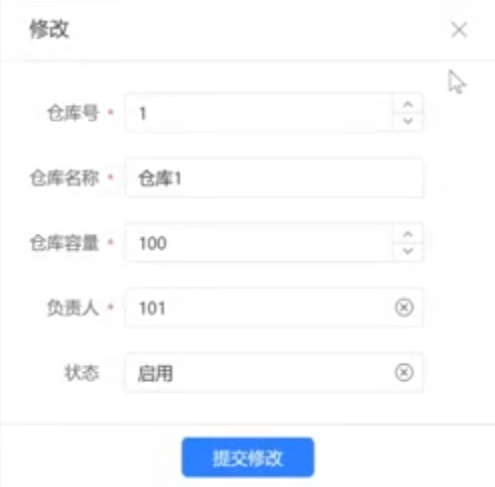 修改
仓库号 * 1
仓库名称 * 仓库1
仓库容量 * 100
负责人 * 101
状态 启用
提交修改